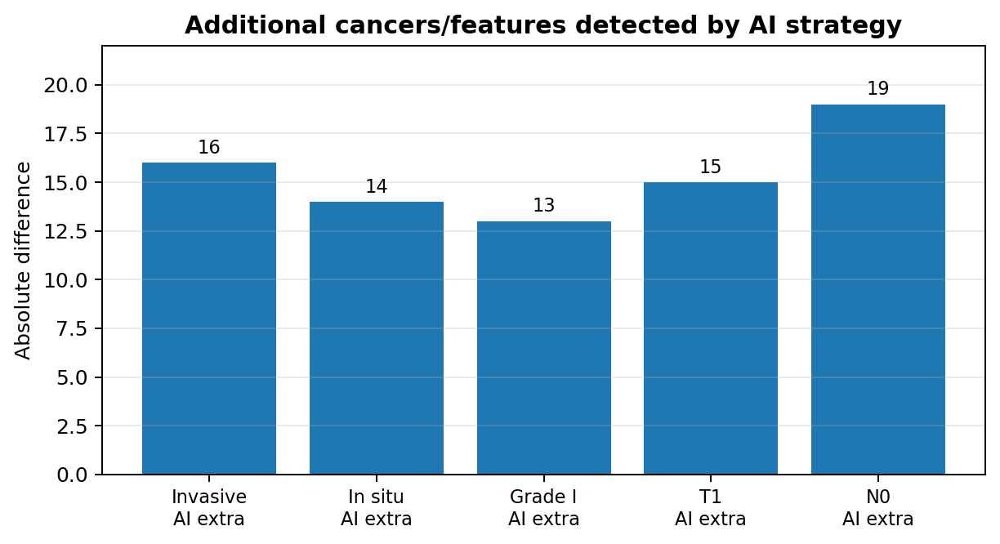 Additional cancers/features detected by AI strategy
Absolute difference
20.0
17.5
15.0
12.5
10.0
7.5
5.0
2.5
0.0
16
14
13
15
19
Invasive
AI extra
In situ
AI extra
Grade I
AI extra
T1
AI extra
N0
AI extra